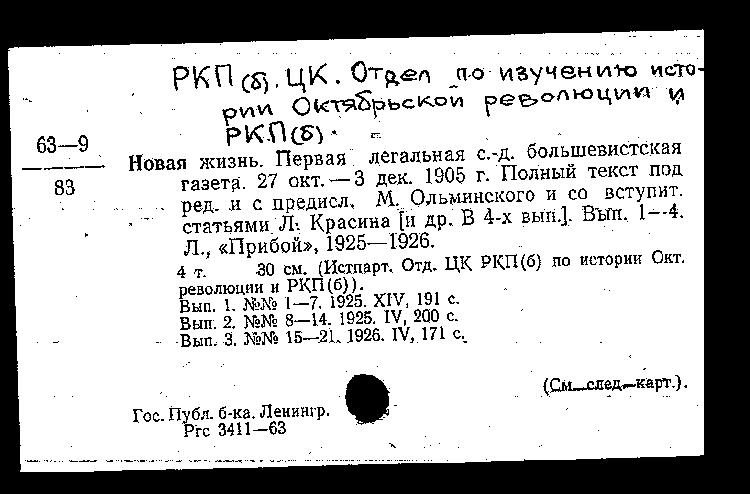 РКП(б). ЦК. Отдел по изучению исто-
рии Октябрьской революции и
РКП(б).
63—9
83
Новая жизнь. Первая легальная с.-д. большевистская
газета. 27 окт.—3 дек. 1905 г. Полный текст под
ред. и с предисл. М. Ольминского и со вступит.
статьями Л. Красина [и др. В 4-х вып.]. Вып. 1—4.
Л., «Прибой», 1925—1926.
4 т. 30 см. (Истпарт. Отд. ЦК РКП(б) по истории Окт.
революции и РКП(б)).
Вып. 1. №№ 1—7. 1925. XIV, 191 с.
Вып. 2. №№ 8—14. 1925. IV, 200 с.
Вып. 3. №№ 15—21. 1926. IV, 171 с.
(См. след. карт.).
Гос. Публ. б-ка. Ленингр.
Ргс 3411—63